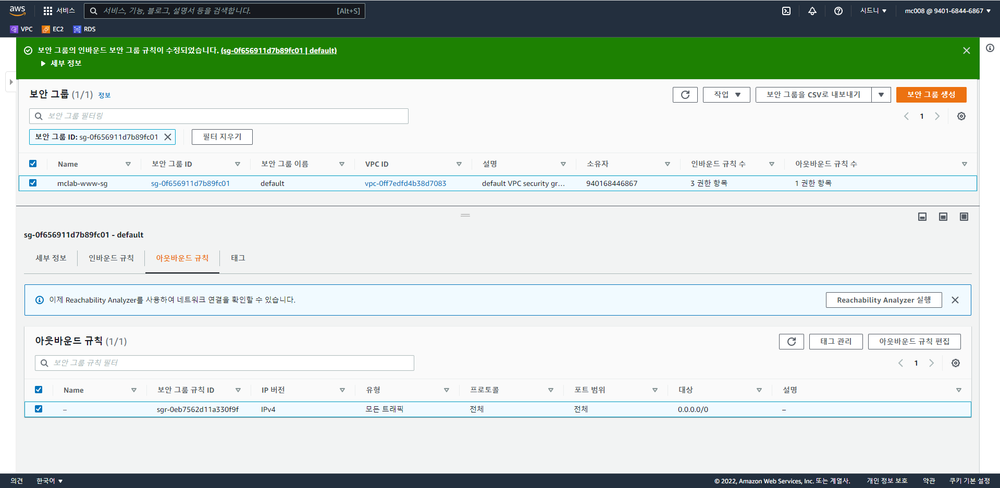 aws 서비스 서비스, 기능, 블로그, 설명서 등을 검색합니다. [Alt+S] 시드니 ▼ mc008 @ 9401-6844-6867 ▼
VPC EC2 RDS
보안 그룹의 인바운드 보안 그룹 규칙이 수정되었습니다. (sg-0f656911d7b89fc01 | default)
▶ 세부 정보
보안 그룹 (1/1) 정보 작업 ▼ 보안 그룹을 CSV로 내보내기 ▼ 보안 그룹 생성
보안 그룹 필터링 1
보안 그룹 ID: sg-0f656911d7b89fc01 필터 지우기
Name 보안 그룹 ID 보안 그룹 이름 VPC ID 설명 소유자 인바운드 규칙 수 아웃바운드 규칙 수
mclab-www-sg sg-0f656911d7b89fc01 default vpc-0ff7edfd4b38d7083 default VPC security gr... 940168446867 3 권한 항목 1 권한 항목
sg-0f656911d7b89fc01 - default
세부 정보 인바운드 규칙 아웃바운드 규칙 태그
이제 Reachability Analyzer를 사용하여 네트워크 연결을 확인할 수 있습니다. Reachability Analyzer 실행
아웃바운드 규칙 (1/1) 태그 관리 아웃바운드 규칙 편집
보안 그룹 규칙 필터 1
Name 보안 그룹 규칙 ID IP 버전 유형 프로토콜 포트 범위 대상 설명
– sgr-0eb7562d11a330f9f IPv4 모든 트래픽 전체 전체 0.0.0.0/0 –
의견 한국어 ▼ © 2022, Amazon Web Services, Inc. 또는 계열사. 개인 정보 보호 약관 쿠키 기본 설정